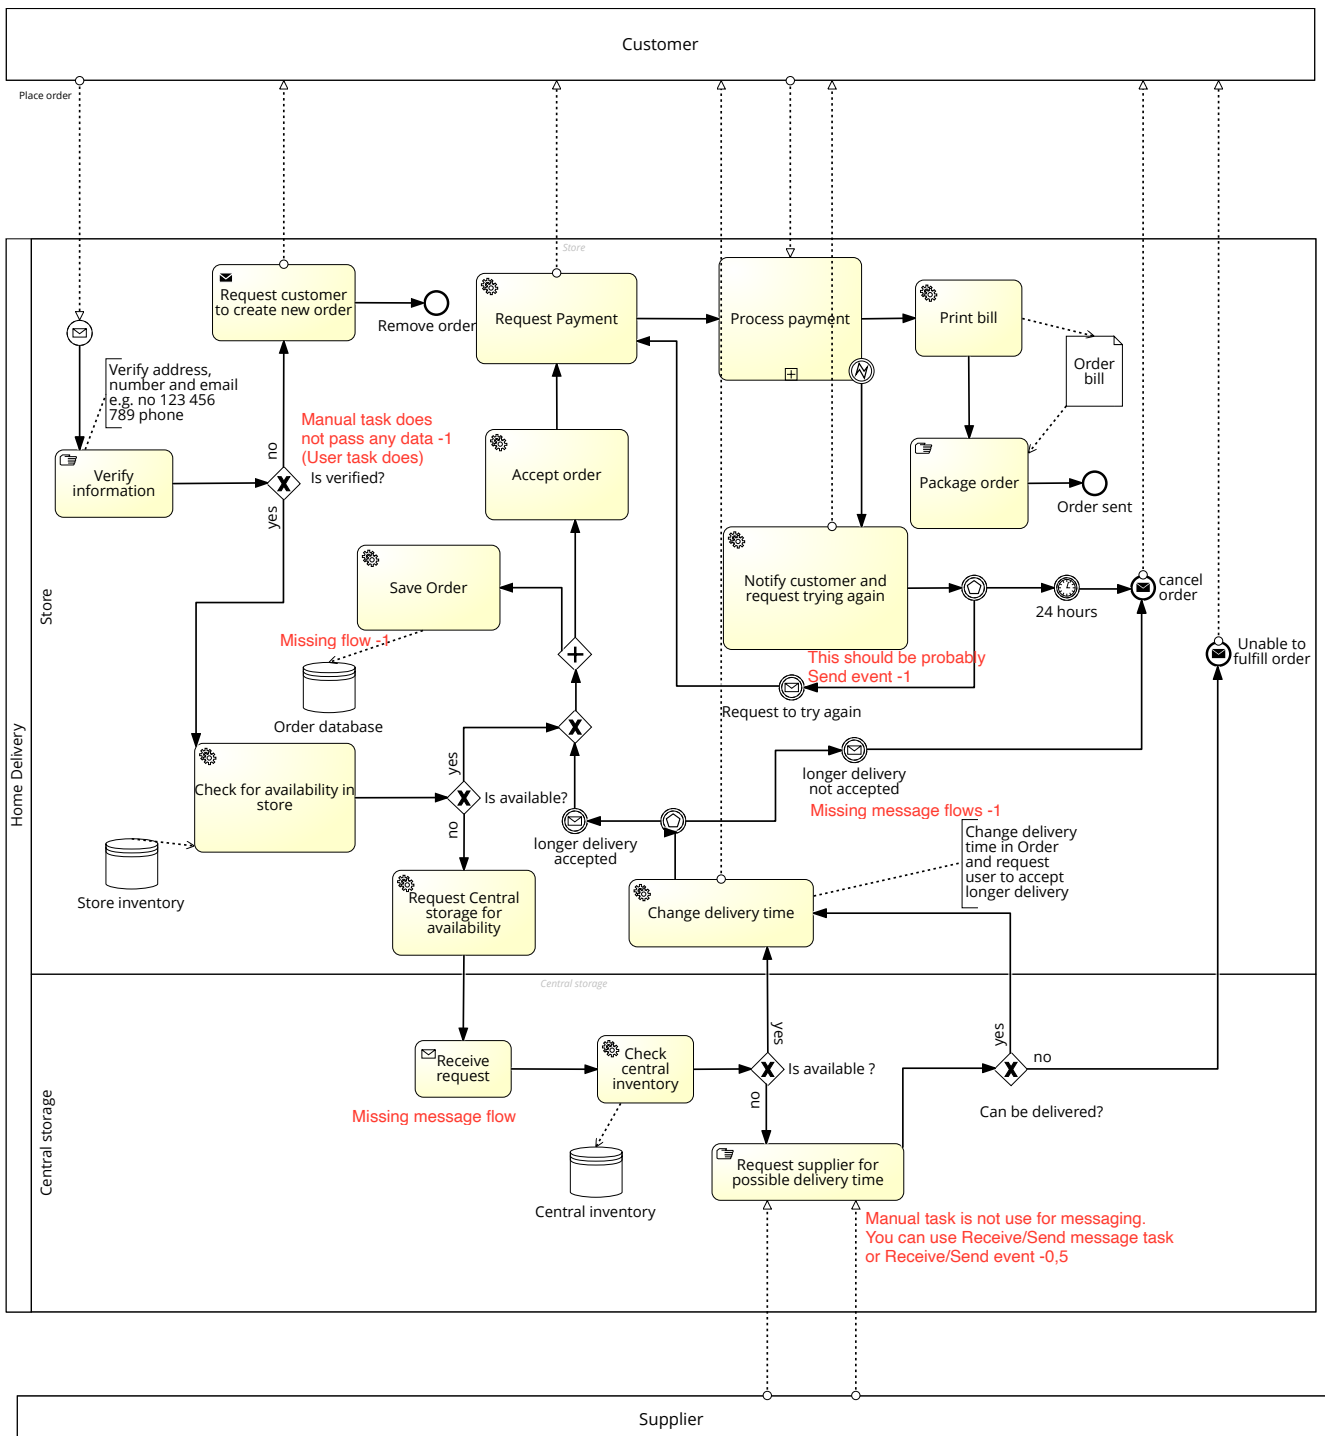 Customer
Place order
Store
Request customer
to create new order
Remove order
Request Payment
Process payment
Print bill
Order
bill
Verify address,
number and email
e.g. no 123 456
789 phone
Manual task does
not pass any data -1
(User task does)
no
Is verified?
yes
Verify
information
Accept order
Package order
Order sent
Save Order
Notify customer and
request trying again
24 hours
cancel
order
Missing flow -1
This should be probably
Send event -1
Unable to
fulfill order
Order database
Request to try again
Store
Home Delivery
Check for availability in
store
yes
Is available?
no
longer delivery
accepted
longer delivery
not accepted
Missing message flows -1
Change delivery
time in Order
and request
user to accept
longer delivery
Store inventory
Request Central
storage for
availability
Change delivery time
Central storage
Central storage
Receive
request
Missing message flow
Check
central
inventory
yes
Is available ?
no
yes
no
Can be delivered?
Central inventory
Request supplier for
possible delivery time
Manual task is not use for messaging.
You can use Receive/Send message task
or Receive/Send event -0,5
Supplier